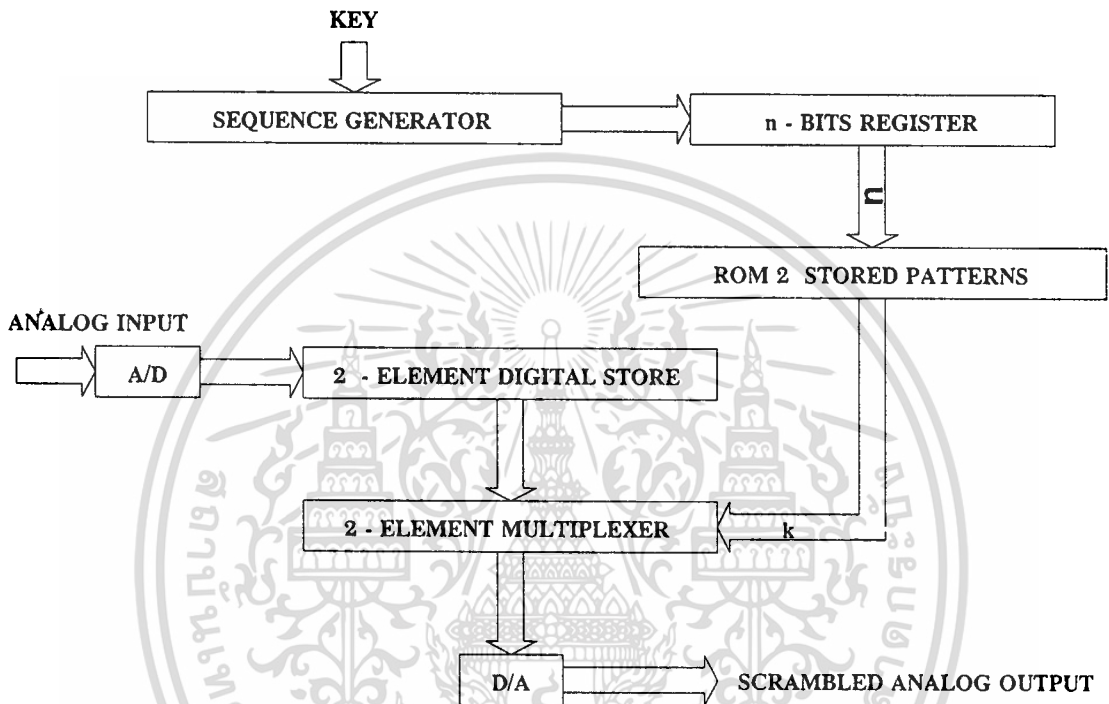 KEY
SEQUENCE GENERATOR
n - BITS REGISTER
n
ROM 2 STORED PATTERNS
ANALOG INPUT
A/D
2 - ELEMENT DIGITAL STORE
2 - ELEMENT MULTIPLEXER
k
D/A
SCRAMBLED ANALOG OUTPUT